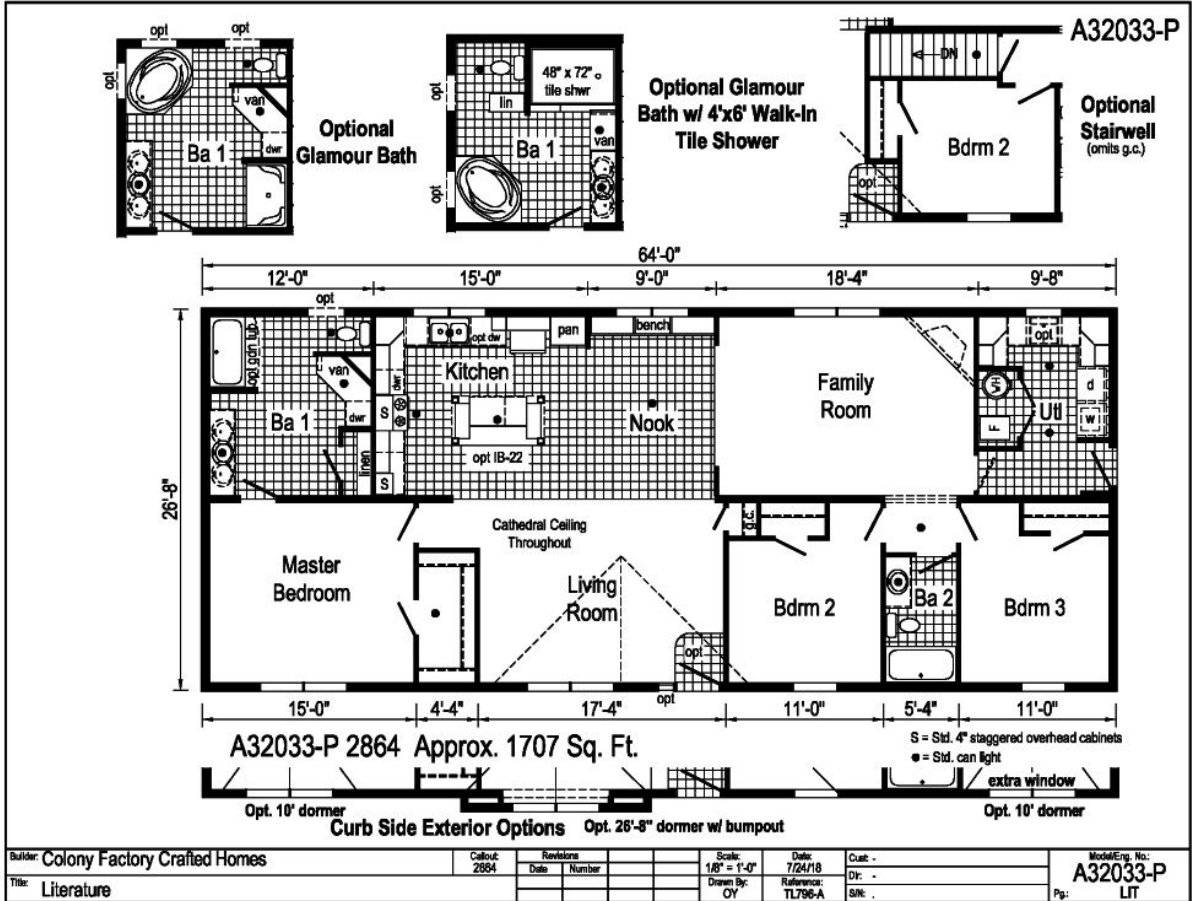 A32033-P
opt
opt
opt
van
dwr
Ba 1
Optional
Glamour Bath
opt
opt
48" x 72"
tile shwr
lin
van
Ba 1
Optional Glamour
Bath w/ 4'x6' Walk-In
Tile Shower
DN
Bdrm 2
opt
Optional
Stairwell
(omits g.c.)
64'-0"
12'-0"
15'-0"
9'-0"
18'-4"
9'-8"
opt
26'-8"
opt gdn tub
van
dwr
Ba 1
linen
opt dw
pan
bench
Kitchen
dwr
S
S
opt IB-22
Nook
Family
Room
opt
WH
F
Utl
d
w
Master
Bedroom
Cathedral Ceiling
Throughout
Living
Room
opt
opt
g.c.
Bdrm 2
Ba 2
Bdrm 3
15'-0"
4'-4"
17'-4"
11'-0"
5'-4"
11'-0"
A32033-P 2864 Approx. 1707 Sq. Ft.
S = Std. 4" staggered overhead cabinets
● = Std. can light
extra window
Opt. 10' dormer
Curb Side Exterior Options
Opt. 26'-8" dormer w/ bumpout
Opt. 10' dormer
Builder: Colony Factory Crafted Homes
Title: Literature
Callout:
2864
Revisions
Date Number
Scale:
1/8" = 1'-0"
Drawn By:
OY
Date:
7/24/18
Reference:
TL796-A
Cust: -
Dir: -
S/N: .
Model/Eng. No.:
A32033-P
Pg.: LIT